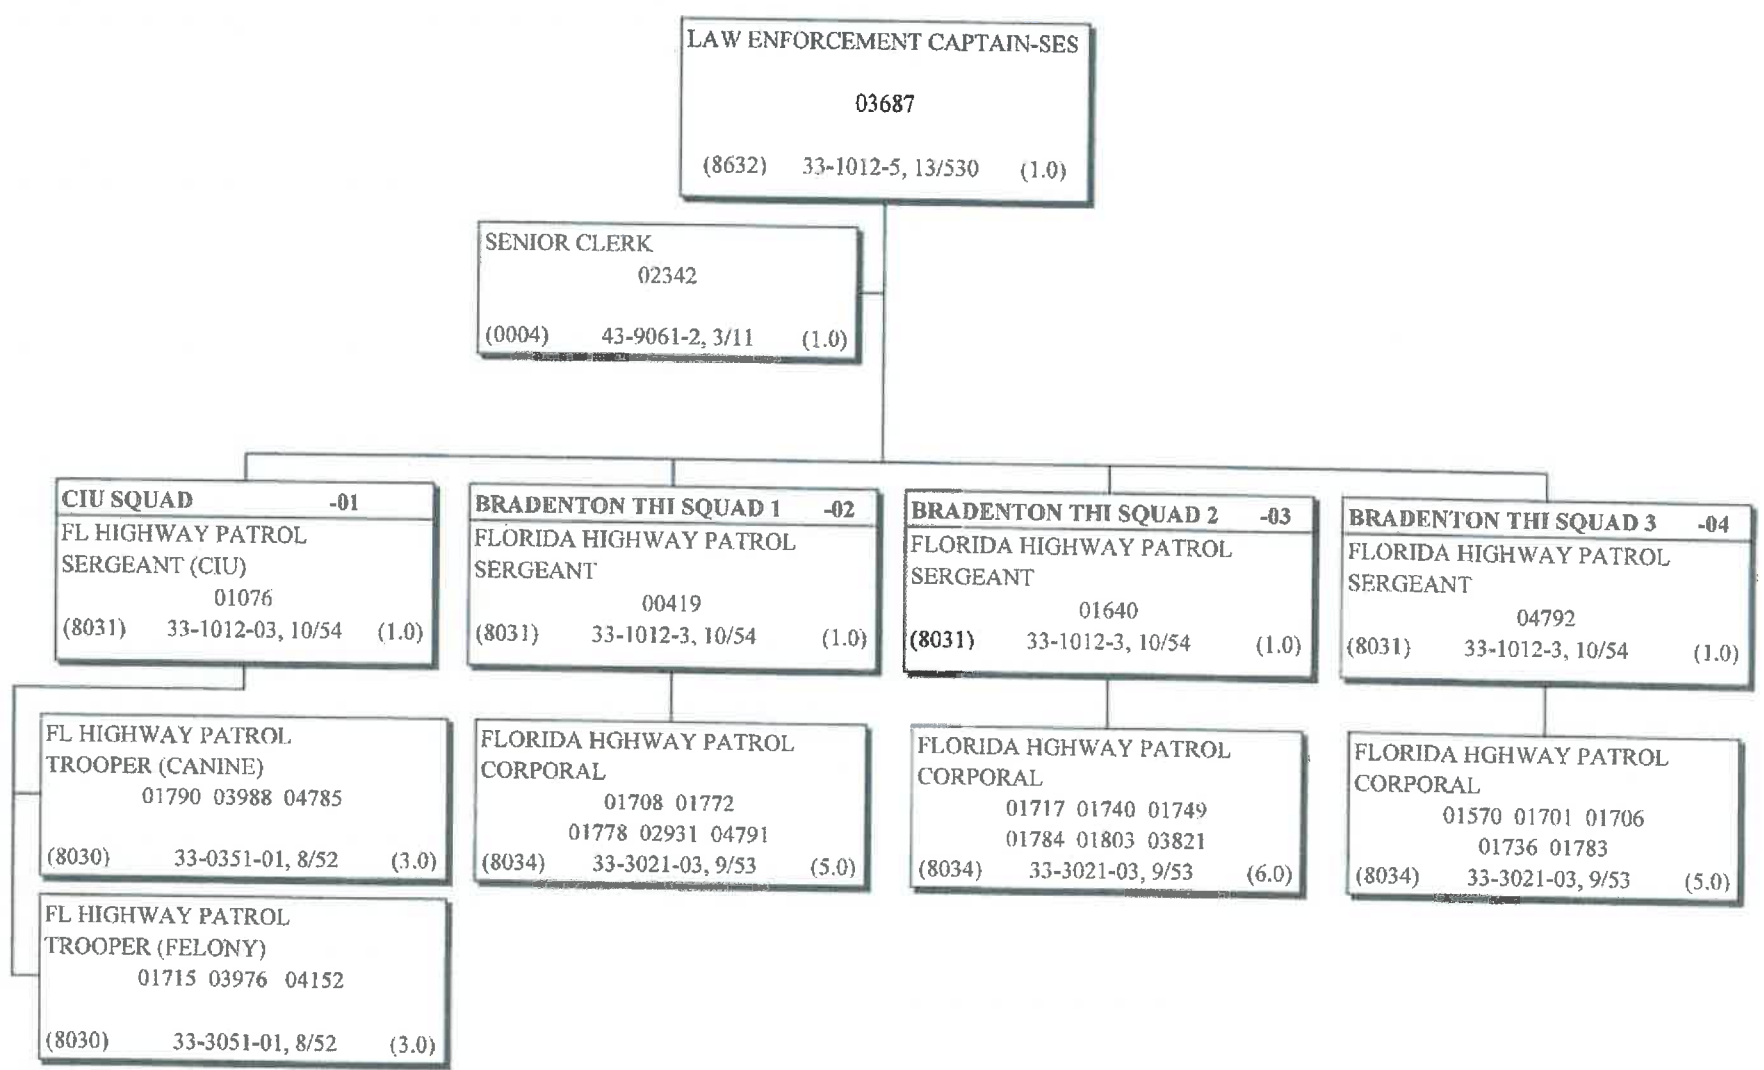 LAW ENFORCEMENT CAPTAIN-SES
03687
(8632) 33-1012-5, 13/530 (1.0)
SENIOR CLERK
02342
(0004) 43-9061-2, 3/11 (1.0)
CIU SQUAD -01
FL HIGHWAY PATROL
SERGEANT (CIU)
01076
(8031) 33-1012-03, 10/54 (1.0)
FL HIGHWAY PATROL
TROOPER (CANINE)
01790 03988 04785
(8030) 33-0351-01, 8/52 (3.0)
FL HIGHWAY PATROL
TROOPER (FELONY)
01715 03976 04152
(8030) 33-3051-01, 8/52 (3.0)
BRADENTON THI SQUAD 1 -02
FLORIDA HIGHWAY PATROL
SERGEANT
00419
(8031) 33-1012-3, 10/54 (1.0)
FLORIDA HGHWAY PATROL
CORPORAL
01708 01772
01778 02931 04791
(8034) 33-3021-03, 9/53 (5.0)
BRADENTON THI SQUAD 2 -03
FLORIDA HIGHWAY PATROL
SERGEANT
01640
(8031) 33-1012-3, 10/54 (1.0)
FLORIDA HGHWAY PATROL
CORPORAL
01717 01740 01749
01784 01803 03821
(8034) 33-3021-03, 9/53 (6.0)
BRADENTON THI SQUAD 3 -04
FLORIDA HIGHWAY PATROL
SERGEANT
04792
(8031) 33-1012-3, 10/54 (1.0)
FLORIDA HGHWAY PATROL
CORPORAL
01570 01701 01706
01736 01783
(8034) 33-3021-03, 9/53 (5.0)